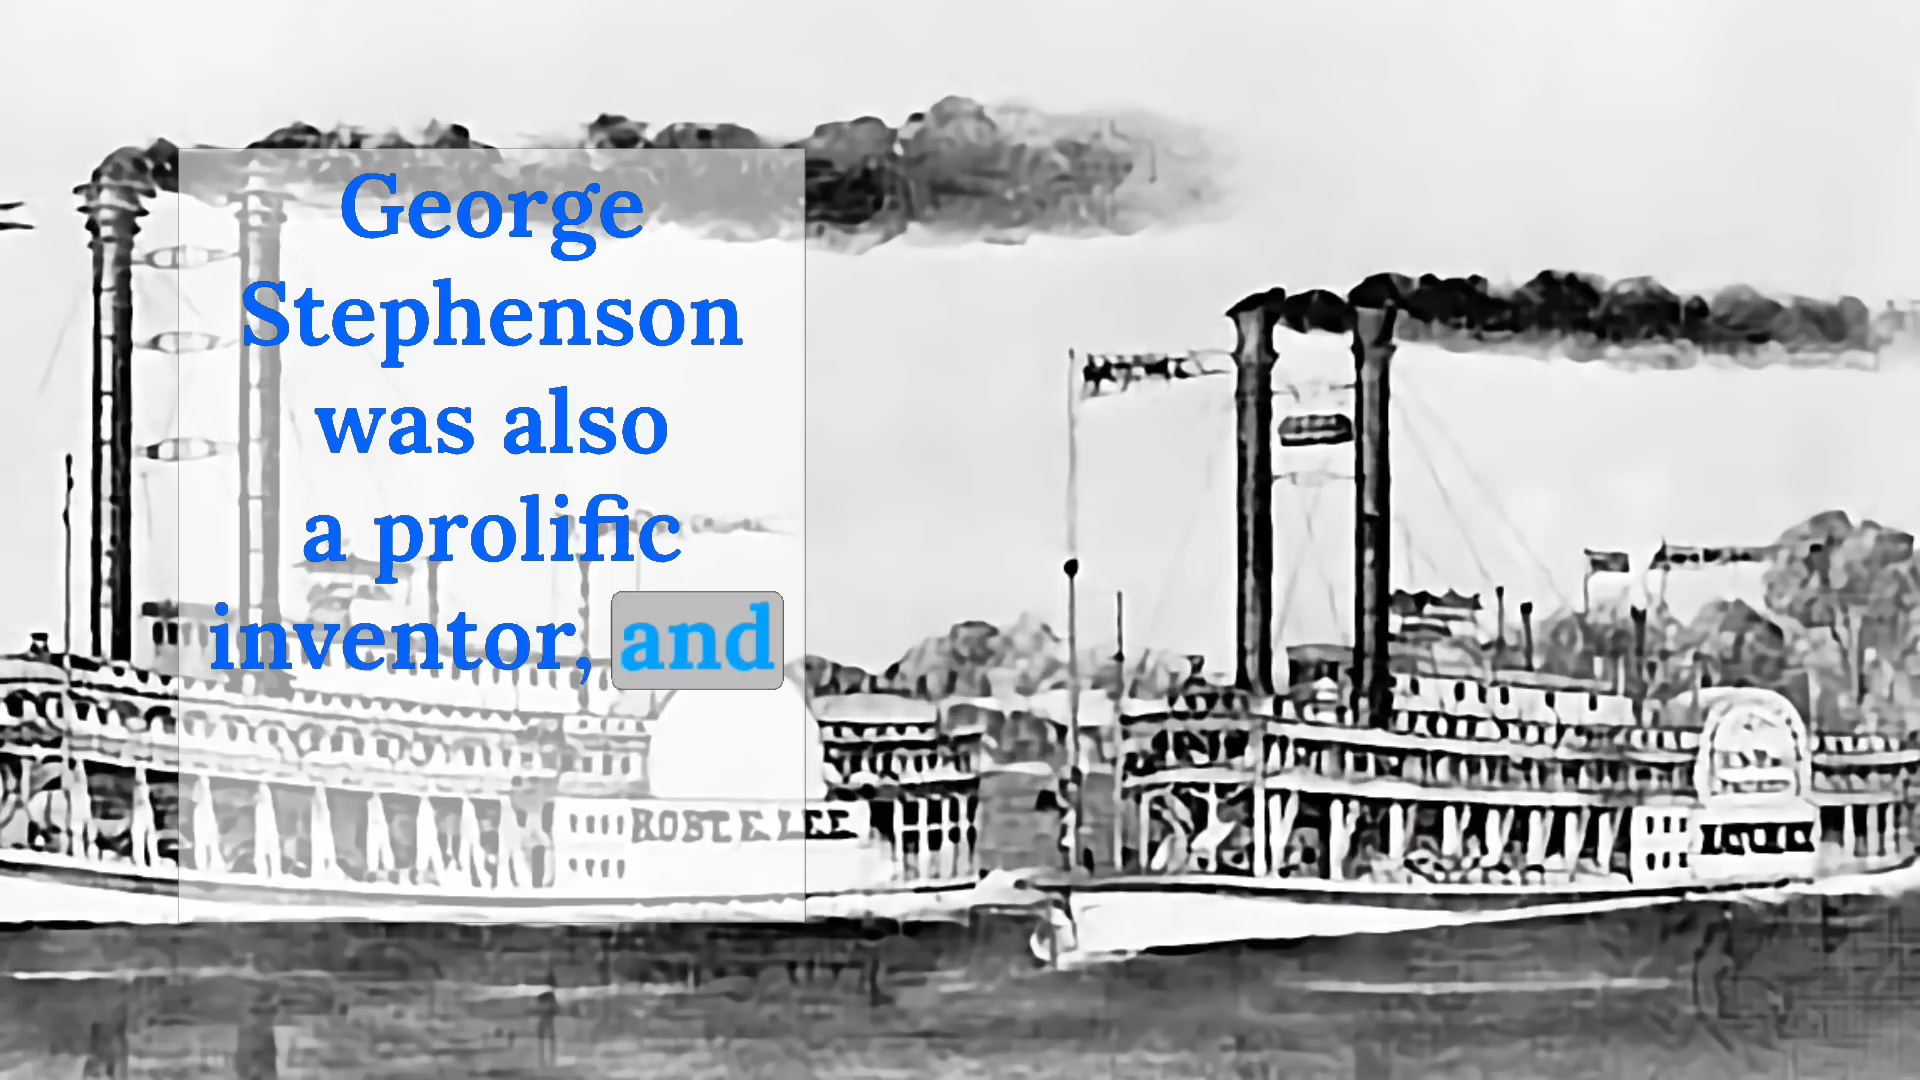 George
Stephenson
was also
a prolific
inventor, and
ROBT E. LEE